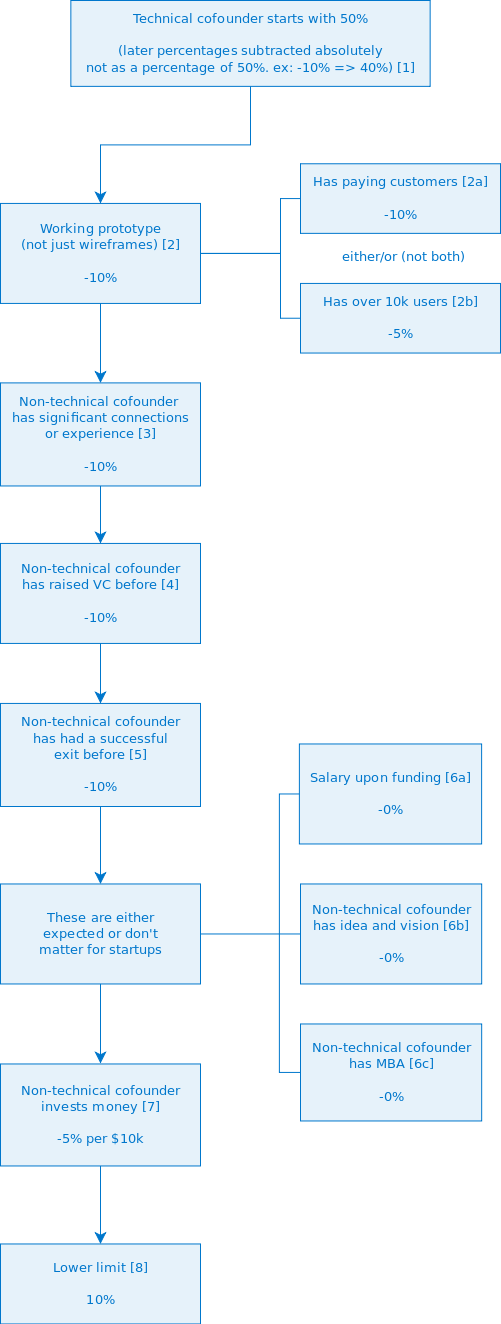 Technical cofounder starts with 50%
(later percentages subtracted absolutely
not as a percentage of 50%. ex: -10% => 40%) [1]
Working prototype
(not just wireframes) [2]
-10%
Has paying customers [2a]
-10%
either/or (not both)
Has over 10k users [2b]
-5%
Non-technical cofounder
has significant connections
or experience [3]
-10%
Non-technical cofounder
has raised VC before [4]
-10%
Non-technical cofounder
has had a successful
exit before [5]
-10%
These are either
expected or don't
matter for startups
Salary upon funding [6a]
-0%
Non-technical cofounder
has idea and vision [6b]
-0%
Non-technical cofounder
has MBA [6c]
-0%
Non-technical cofounder
invests money [7]
-5% per $10k
Lower limit [8]
10%